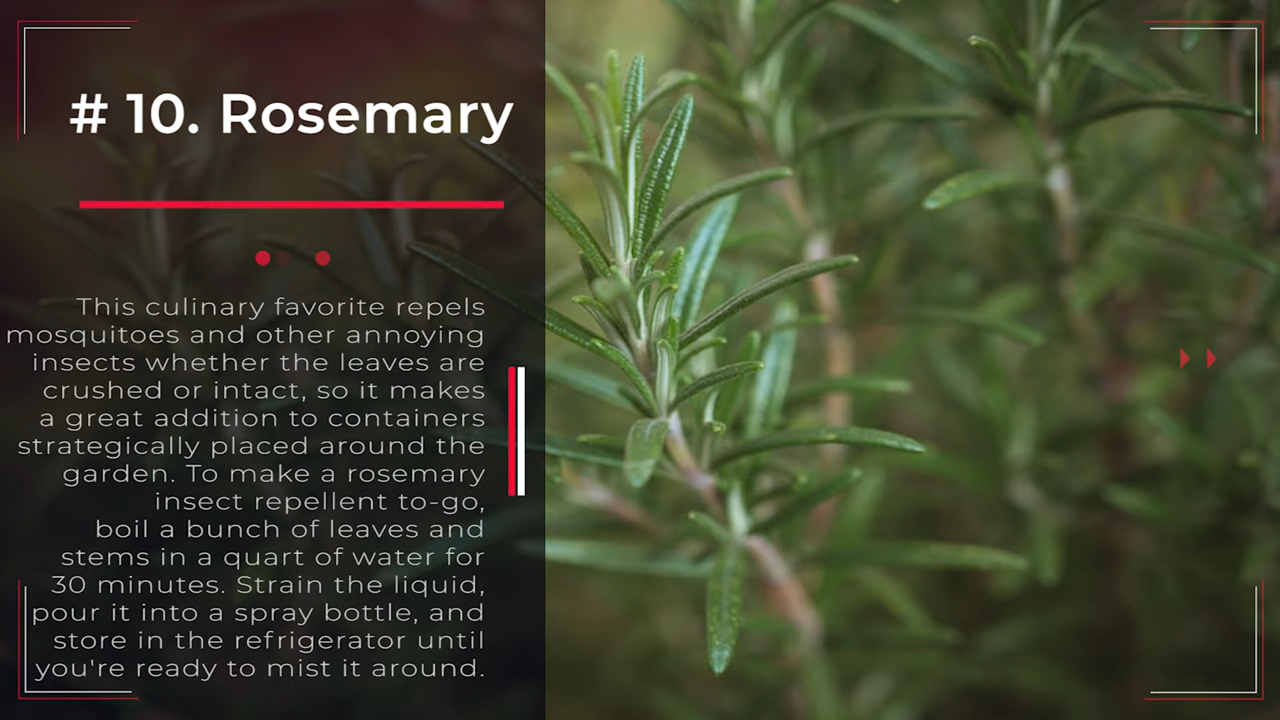 # 10. Rosemary
This culinary favorite repels
mosquitoes and other annoying
insects whether the leaves are
crushed or intact, so it makes
a great addition to containers
strategically placed around the
garden. To make a rosemary
insect repellent to-go,
boil a bunch of leaves and
stems in a quart of water for
30 minutes. Strain the liquid,
pour it into a spray bottle, and
store in the refrigerator until
you're ready to mist it around.